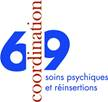 coordination
69
soins psychiques
et réinsertions